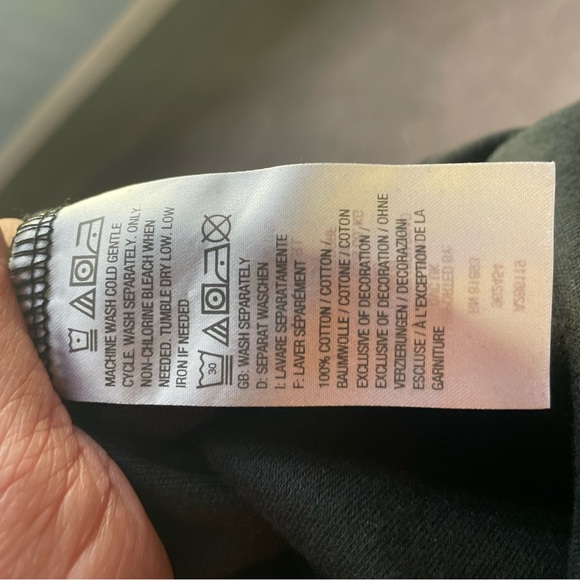 MACHINE WASH COLD GENTLE
CYCLE. WASH SEPARATELY. ONLY
NON-CHLORINE BLEACH WHEN
NEEDED. TUMBLE DRY LOW. LOW
IRON IF NEEDED
30
GB: WASH SEPARATELY
D: SEPARAT WASCHEN
I: LAVARE SEPARATAMENTE
F: LAVER SÉPARÉMENT
100% COTTON / COTTON /
BAUMWOLLE / COTONE / COTON
EXCLUSIVE OF DECORATION /
EXCLUSIVE OF DECORATION / OHNE
VERZIERUNGEN / DECORAZIONI
ESCLUSE / À L'EXCEPTION DE LA
GARNITURE